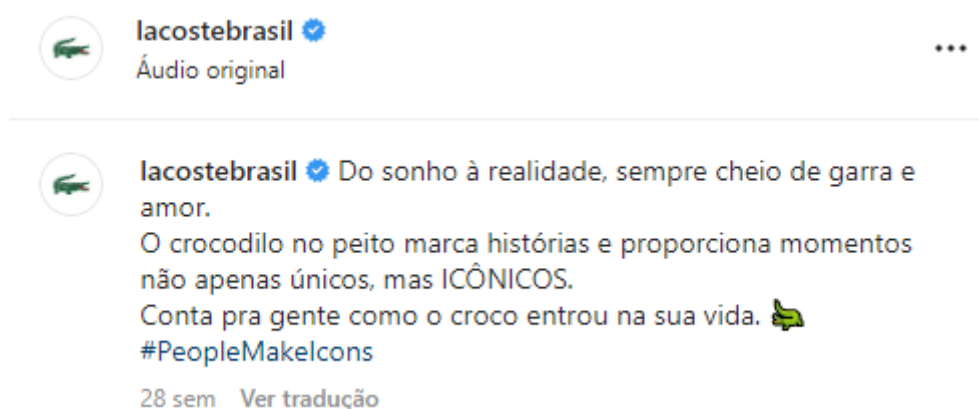 lacostebrasil
Áudio original
lacostebrasil Do sonho à realidade, sempre cheio de garra e
amor.
O crocodilo no peito marca histórias e proporciona momentos
não apenas únicos, mas ICÔNICOS.
Conta pra gente como o croco entrou na sua vida. 🐊
#PeopleMakeIcons
28 sem Ver tradução